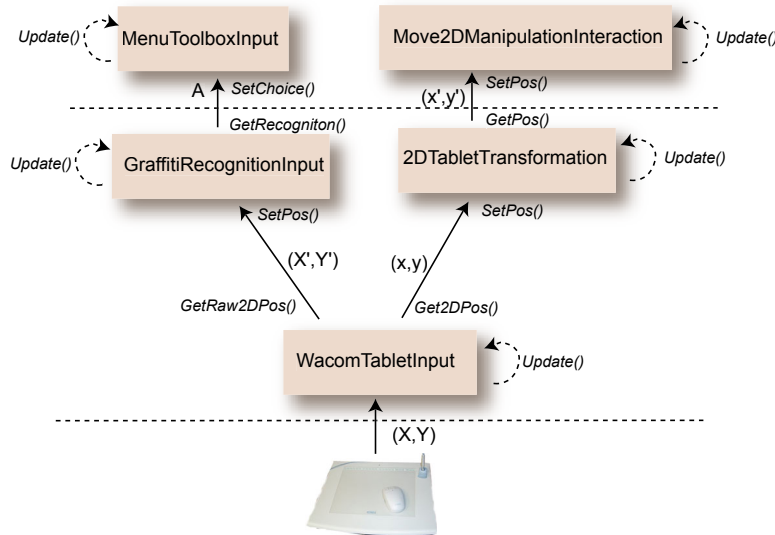 Update()
MenuToolboxInput
Move2DManipulationInteraction
Update()
A
SetChoice()
(x',y')
SetPos()
GetRecogniton()
GetPos()
Update()
GraffitiRecognitionInput
2DTabletTransformation
Update()
SetPos()
SetPos()
(X',Y')
(x,y)
GetRaw2DPos()
Get2DPos()
WacomTabletInput
Update()
(X,Y)